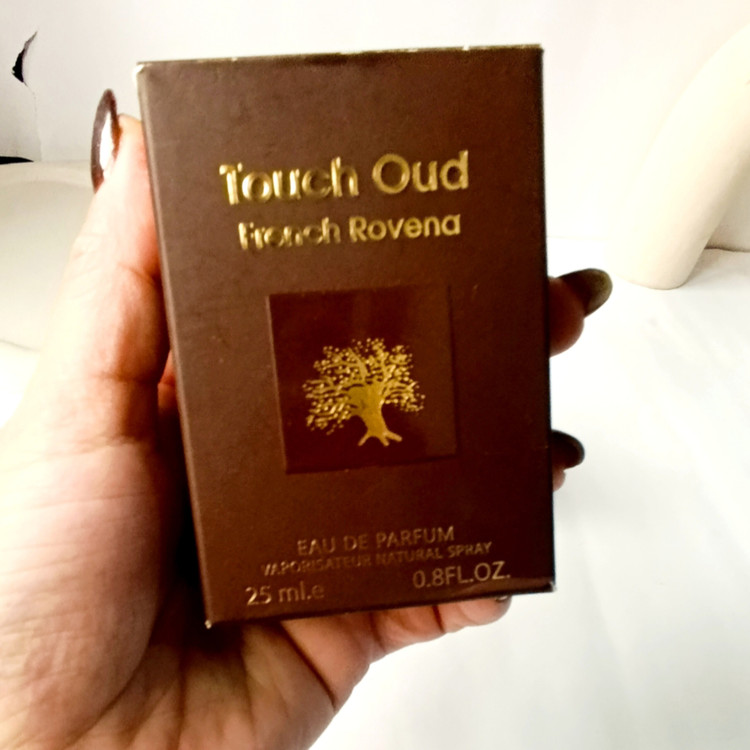 Touch Oud
French Rovena
EAU DE PARFUM
VAPORISATEUR NATURAL SPRAY
25 ml.e
0.8FL.OZ.